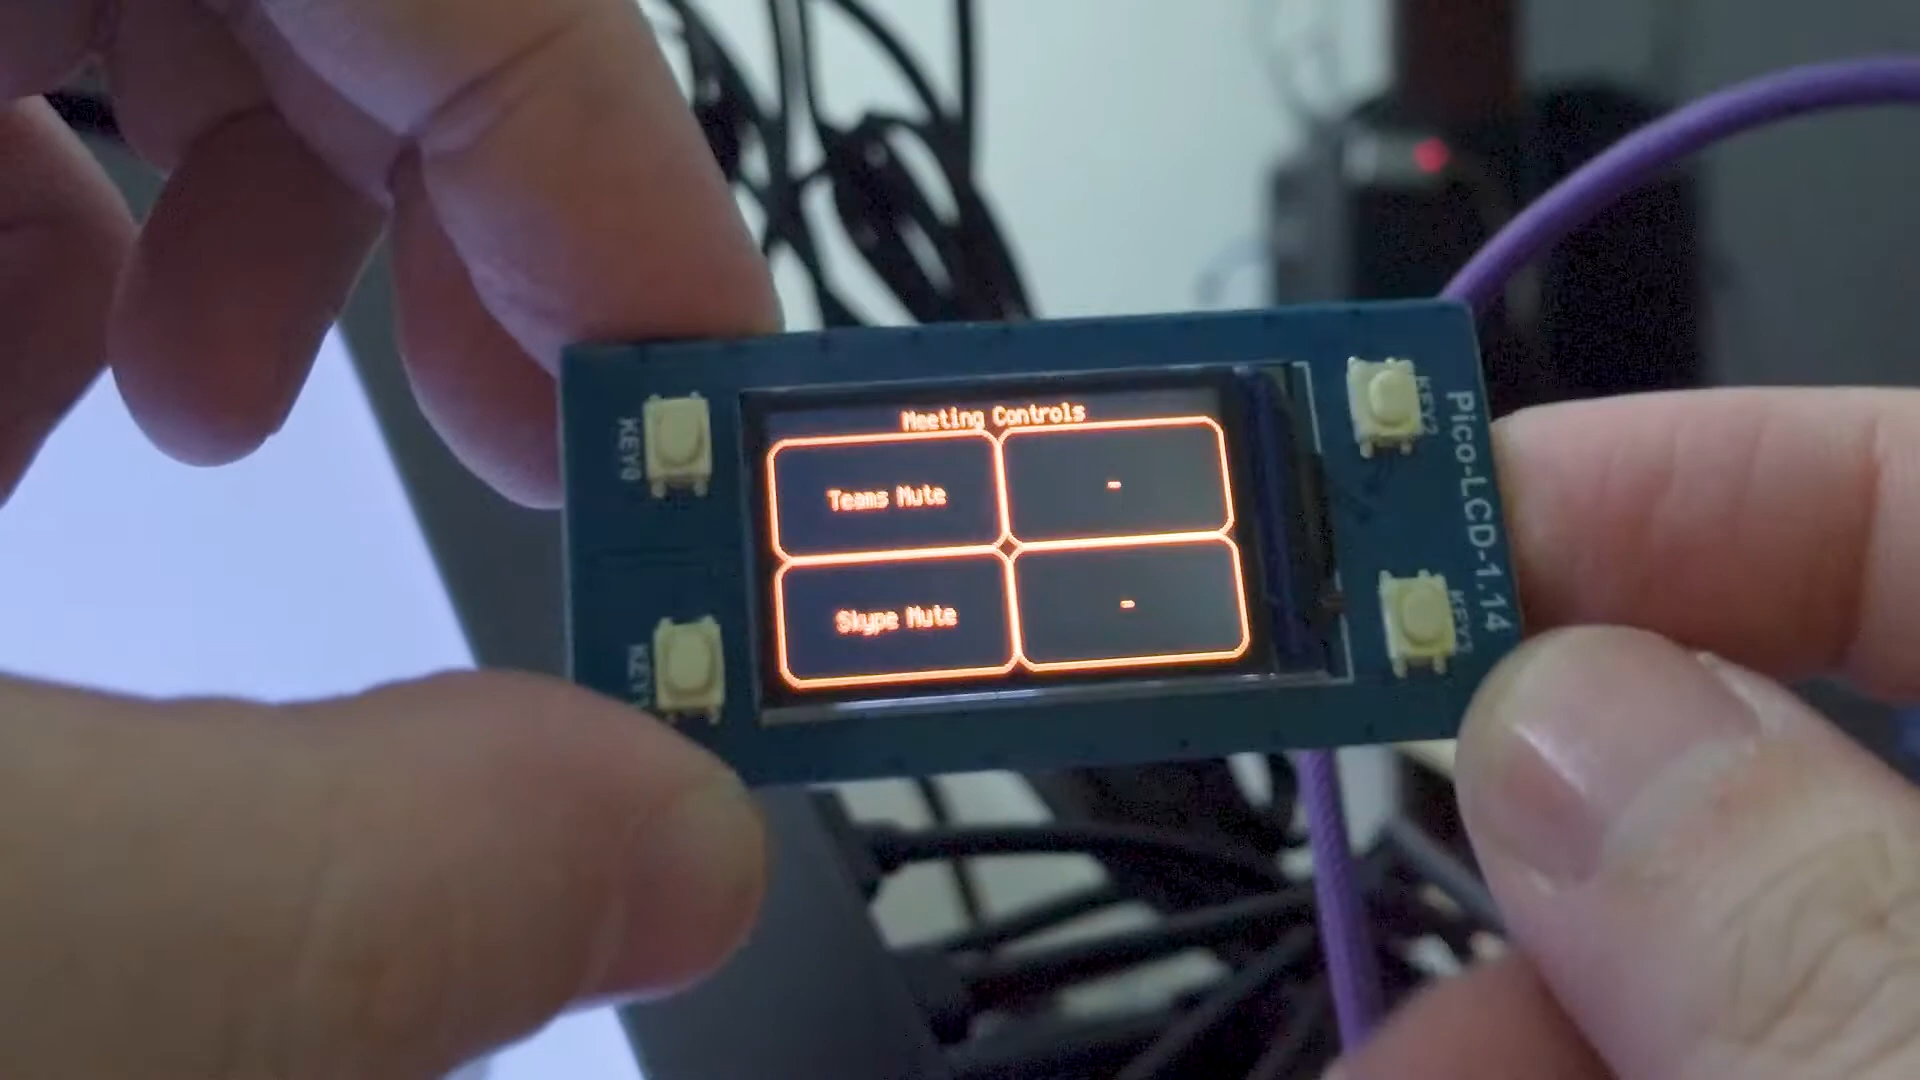 Meeting Controls
Teams Mute
-
Skype Mute
-
KEY0
KEY2
KEY3
Pico-LCD-1.14